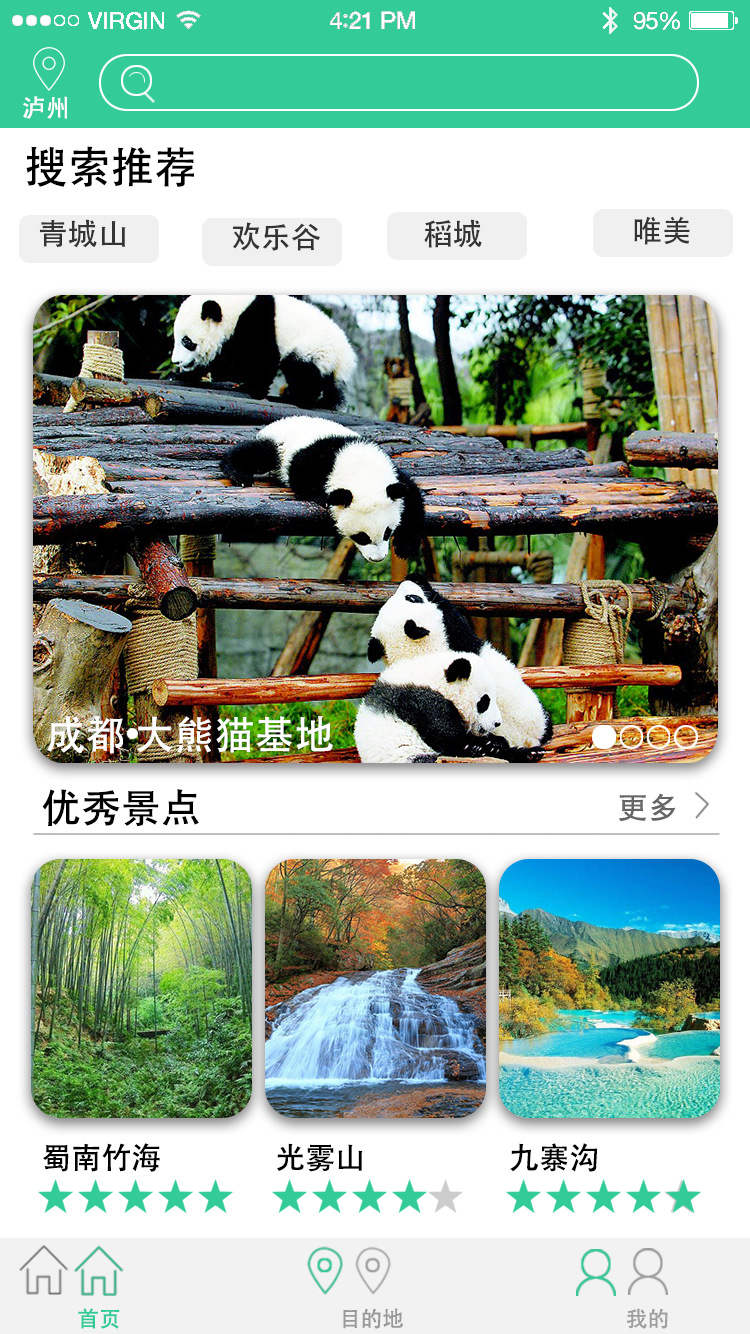 VIRGIN 4:21 PM 95%
泸州
搜索推荐
青城山 欢乐谷 稻城 唯美
成都•大熊猫基地
优秀景点 更多
蜀南竹海 光雾山 九寨沟
首页 目的地 我的